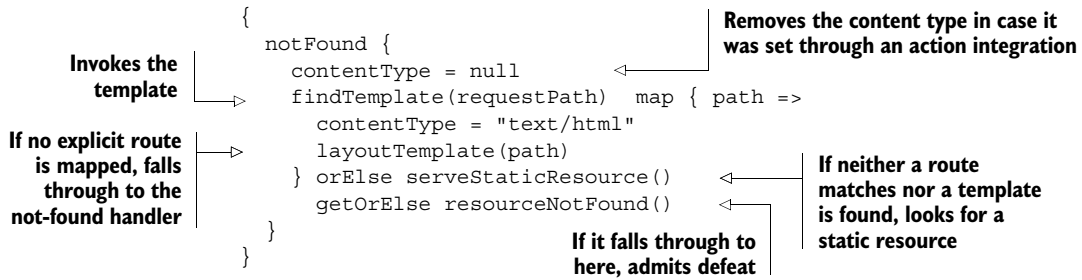 {
notFound {
contentType = null
findTemplate(requestPath) map { path =>
contentType = "text/html"
layoutTemplate(path)
} orElse serveStaticResource()
getOrElse resourceNotFound()
}
}
Removes the content type in case it
was set through an action integration
Invokes the
template
If no explicit route
is mapped, falls
through to the
not-found handler
If neither a route
matches nor a template
is found, looks for a
static resource
If it falls through to
here, admits defeat